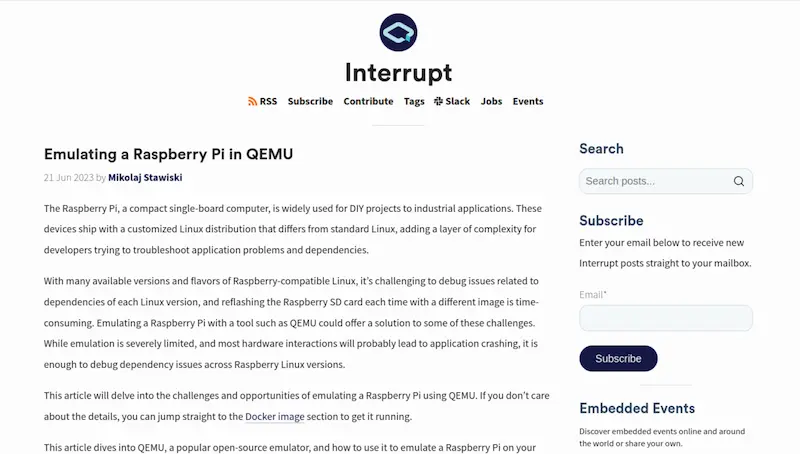 Interrupt
RSS Subscribe Contribute Tags Slack Jobs Events
Emulating a Raspberry Pi in QEMU
21 Jun 2023 by Mikolaj Stawiski
The Raspberry Pi, a compact single-board computer, is widely used for DIY projects to industrial applications. These
devices ship with a customized Linux distribution that differs from standard Linux, adding a layer of complexity for
developers trying to troubleshoot application problems and dependencies.
With many available versions and flavors of Raspberry-compatible Linux, it's challenging to debug issues related to
dependencies of each Linux version, and reflashing the Raspberry SD card each time with a different image is time-
consuming. Emulating a Raspberry Pi with a tool such as QEMU could offer a solution to some of these challenges.
While emulation is severely limited, and most hardware interactions will probably lead to application crashing, it is
enough to debug dependency issues across Raspberry Linux versions.
This article will delve into the challenges and opportunities of emulating a Raspberry Pi using QEMU. If you don't care
about the details, you can jump straight to the Docker image section to get it running.
This article dives into QEMU, a popular open-source emulator, and how to use it to emulate a Raspberry Pi on your
Search
Search posts...
Subscribe
Enter your email below to receive new
Interrupt posts straight to your mailbox.
Email*
Subscribe
Embedded Events
Discover embedded events online and around
the world or share your own.